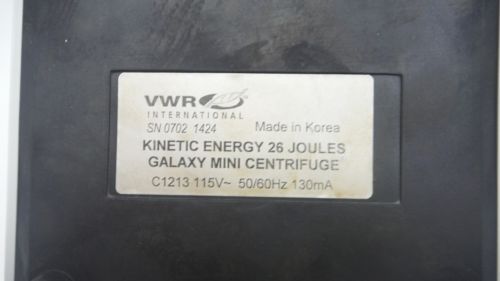 VWR
INTERNATIONAL
SN 0702 1424 Made in Korea
KINETIC ENERGY 26 JOULES
GALAXY MINI CENTRIFUGE
C1213 115V~ 50/60Hz 130mA